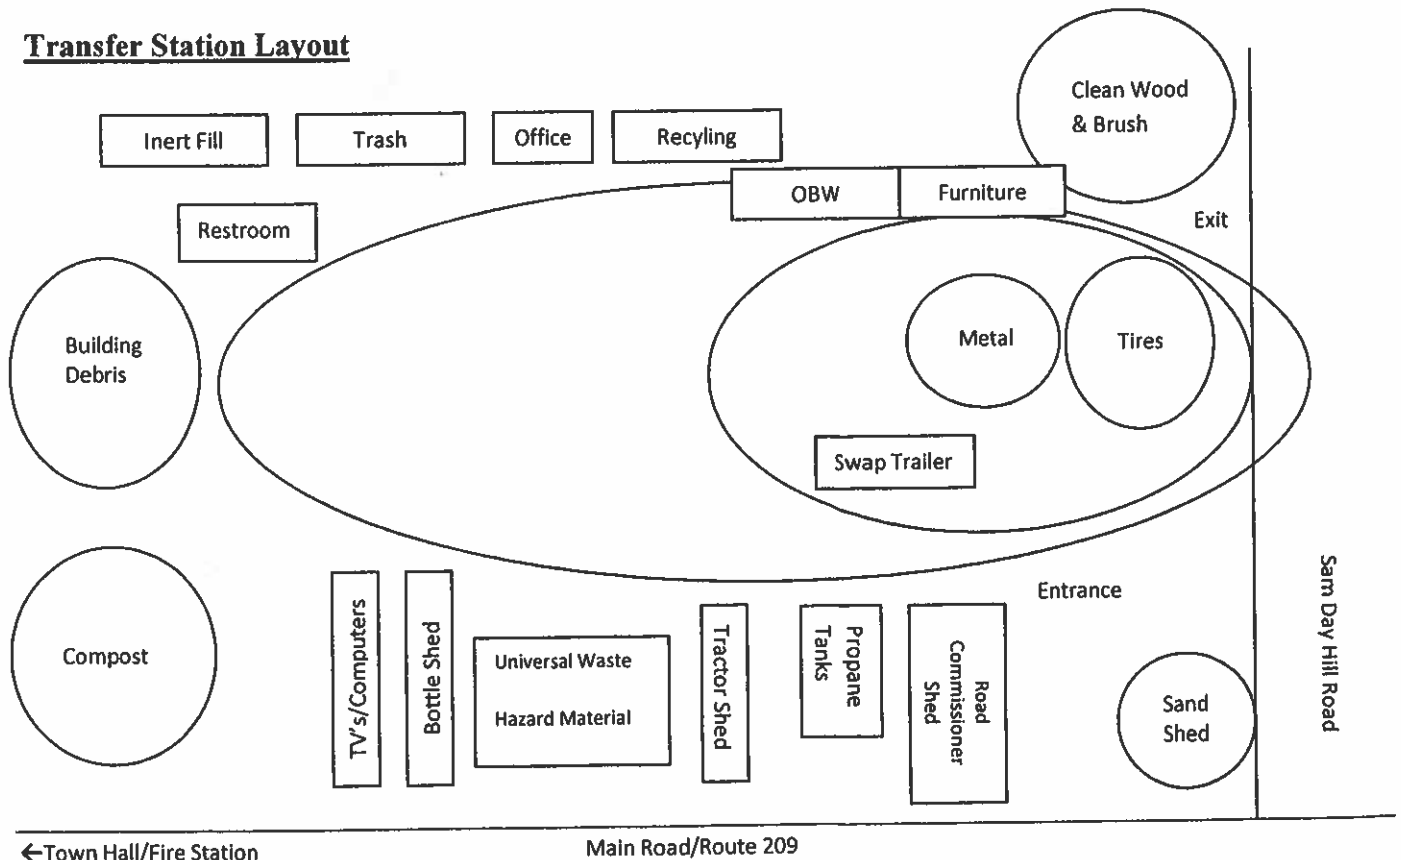 Transfer Station Layout
Clean Wood
& Brush
Inert Fill
Trash
Office
Recyling
OBW
Furniture
Exit
Restroom
Building
Debris
Metal
Tires
Swap Trailer
Entrance
Sam Day Hill Road
Compost
TV's/Computers
Bottle Shed
Universal Waste
Hazard Material
Tractor Shed
Propane
Tanks
Road
Commissioner
Shed
Sand
Shed
←Town Hall/Fire Station
Main Road/Route 209